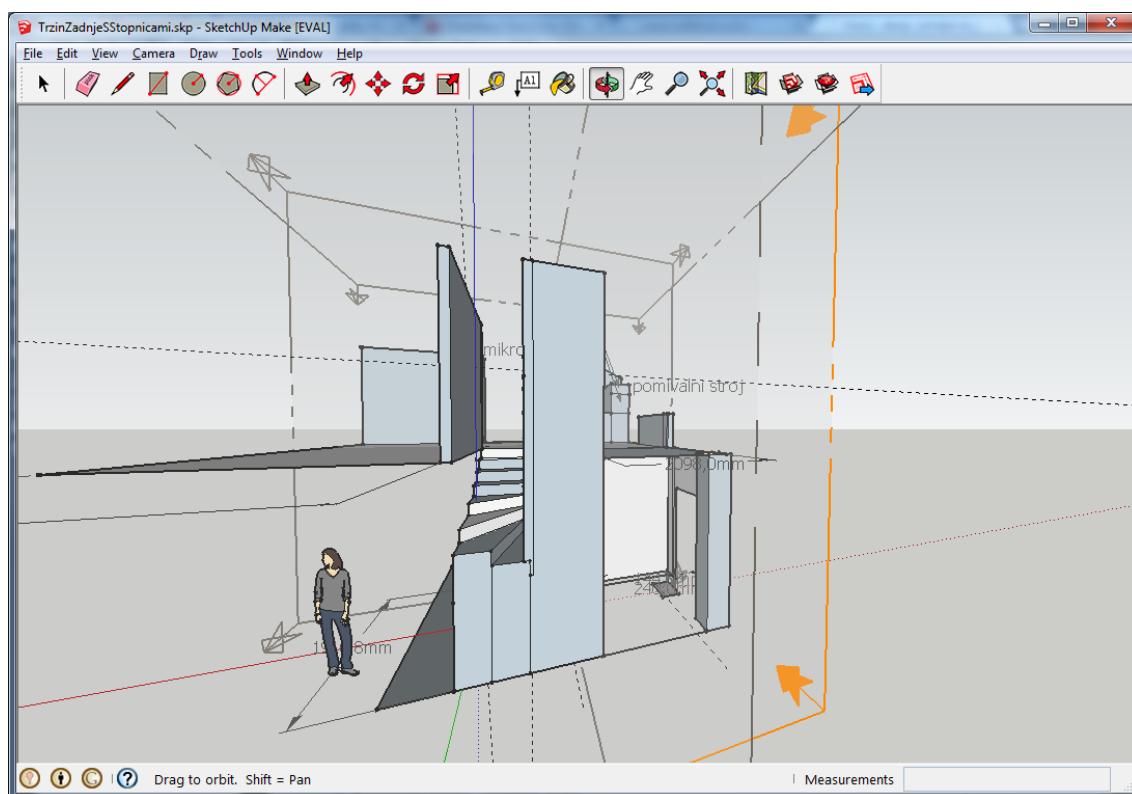 TrzinZadnjeSStopnicami.skp - SketchUp Make [EVAL]
File Edit View Camera Draw Tools Window Help
A1
mikro
pomivalni stroj
2098,0mm
Drag to orbit. Shift = Pan
Measurements